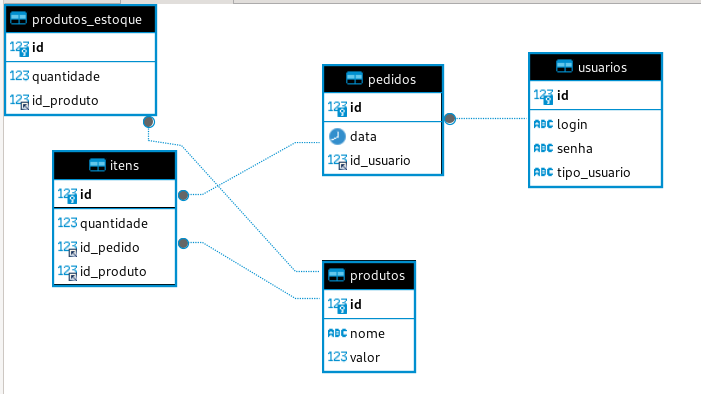 produtos_estoque
123 id
123 quantidade
123 id_produto
itens
123 id
123 quantidade
123 id_pedido
123 id_produto
pedidos
123 id
data
123 id_usuario
produtos
123 id
ABC nome
123 valor
usuarios
123 id
ABC login
ABC senha
ABC tipo_usuario